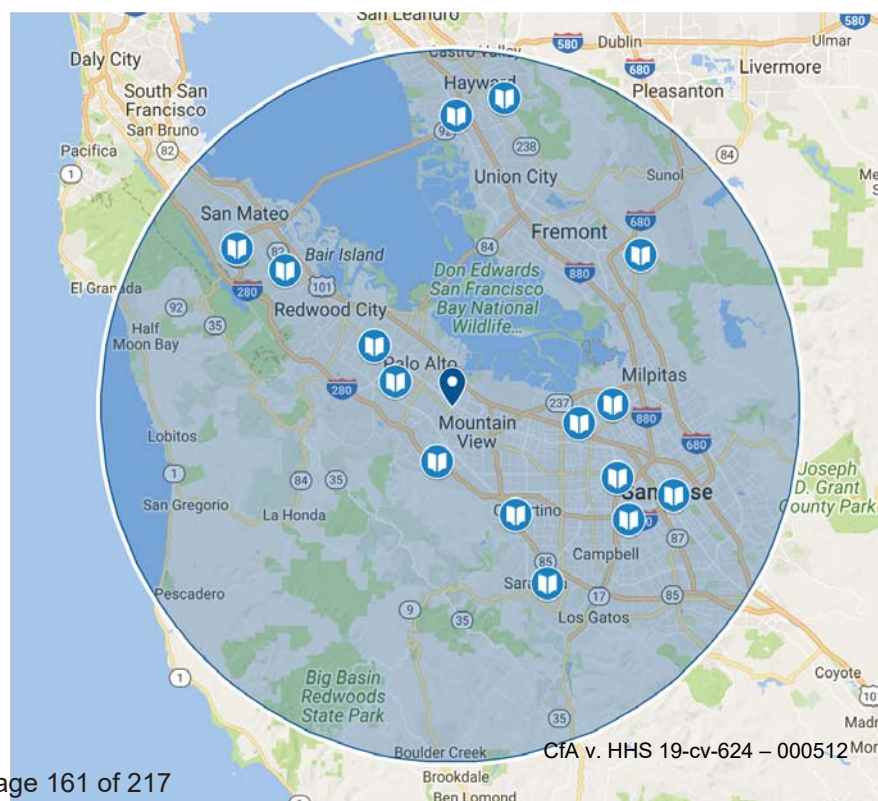 San Leandro
Castro Valley
580
Dublin
Ulmar
580
Daly City
Hayward
680
Livermore
South San
Francisco
Pleasanton
San Bruno
82
92
238
Pacifica
1
84
Union City
Sunol
San Mateo
680
Fremont
82
Bair Island
84
Don Edwards
San Francisco
Bay National
Wildlife...
880
El Granada
280
101
92
35
Redwood City
Half
Moon Bay
Palo Alto
Milpitas
280
237
880
Mountain
View
Lobitos
680
1
84
35
Joseph
D. Grant
County Park
San Gregorio
La Honda
87
Campbell
85
Pescadero
9
35
17
85
Los Gatos
1
Big Basin
Redwoods
State Park
Coyote
35
Boulder Creek
CfA v. HHS 19-cv-624 – 000512
age 161 of 217
Brookdale
Ben Lomond